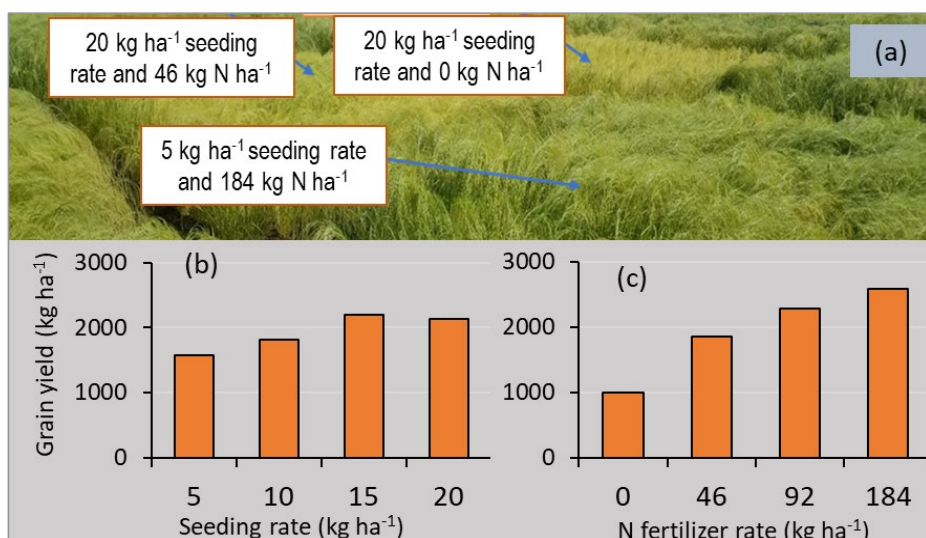 20 kg ha⁻¹ seeding
rate and 46 kg N ha⁻¹
20 kg ha⁻¹ seeding
rate and 0 kg N ha⁻¹
(a)
5 kg ha⁻¹ seeding rate
and 184 kg N ha⁻¹
Grain yield (kg ha⁻¹)
3000
2000
1000
0
(b)
5 10 15 20
Seeding rate (kg ha⁻¹)
3000
2000
1000
0
(c)
0 46 92 184
N fertilizer rate (kg ha⁻¹)